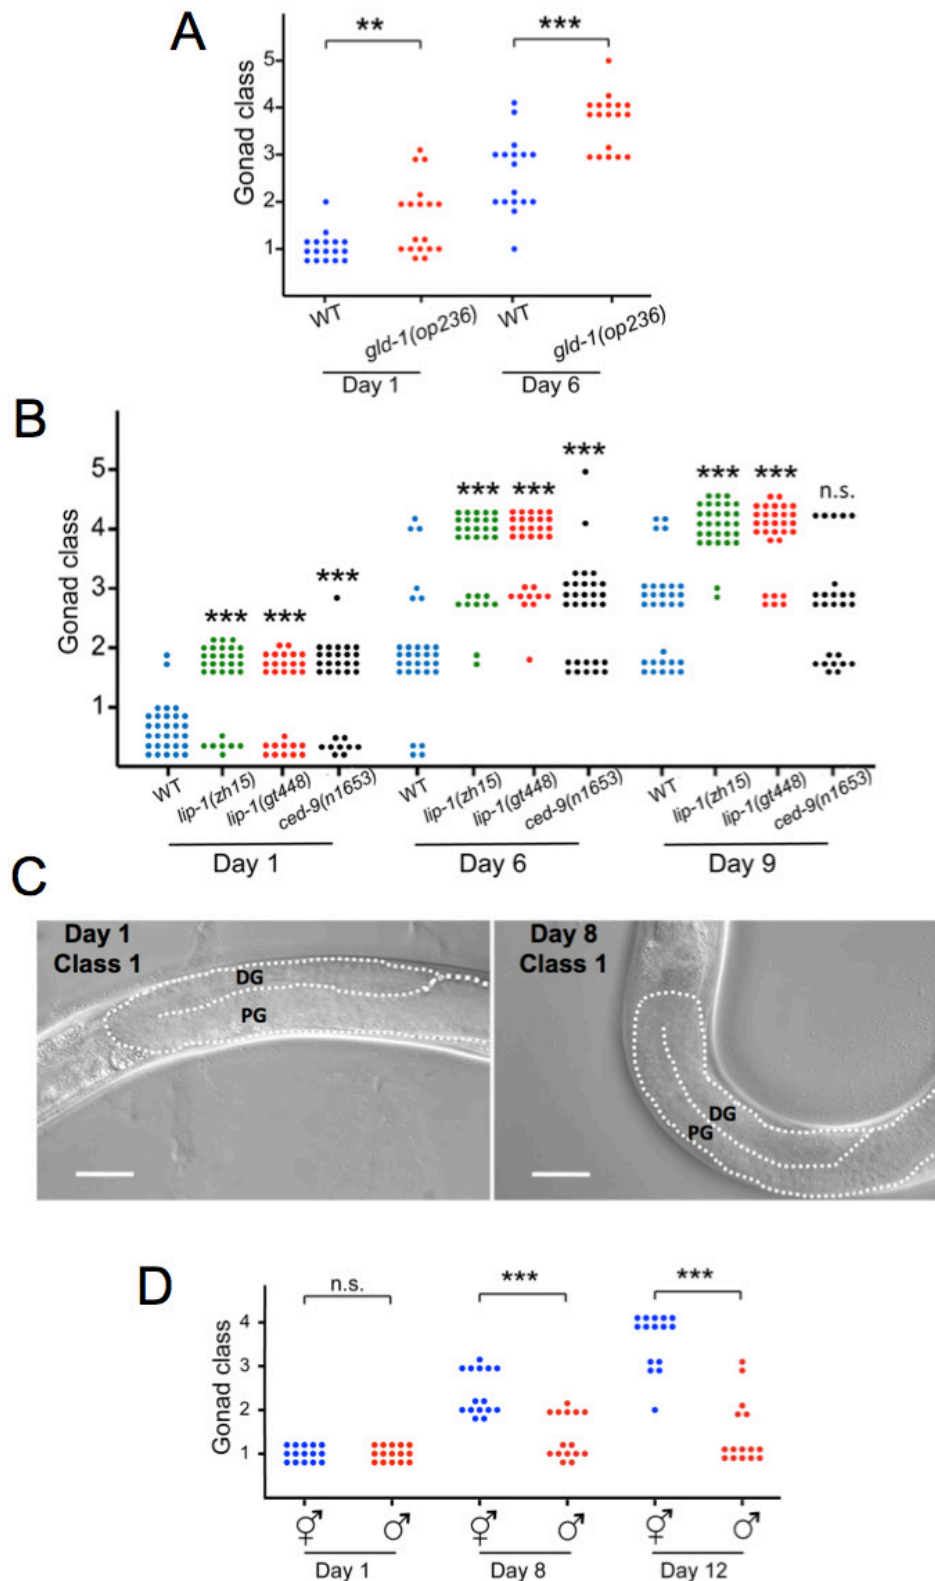 A
**
***
Gonad class
5
4
3
2
1
WT
gld-1(op236)
WT
gld-1(op236)
Day 1
Day 6
B
***
***
***
***
***
***
***
***
n.s.
Gonad class
5
4
3
2
1
WT
lip-1(zh15)
lip-1(gt448)
ced-9(n1653)
WT
lip-1(zh15)
lip-1(gt448)
ced-9(n1653)
WT
lip-1(zh15)
lip-1(gt448)
ced-9(n1653)
Day 1
Day 6
Day 9
C
Day 1
Class 1
DG
PG
Day 8
Class 1
DG
PG
D
n.s.
***
***
Gonad class
4
3
2
1
⚥ ♂ ⚥ ♂ ⚥ ♂
Day 1
Day 8
Day 12